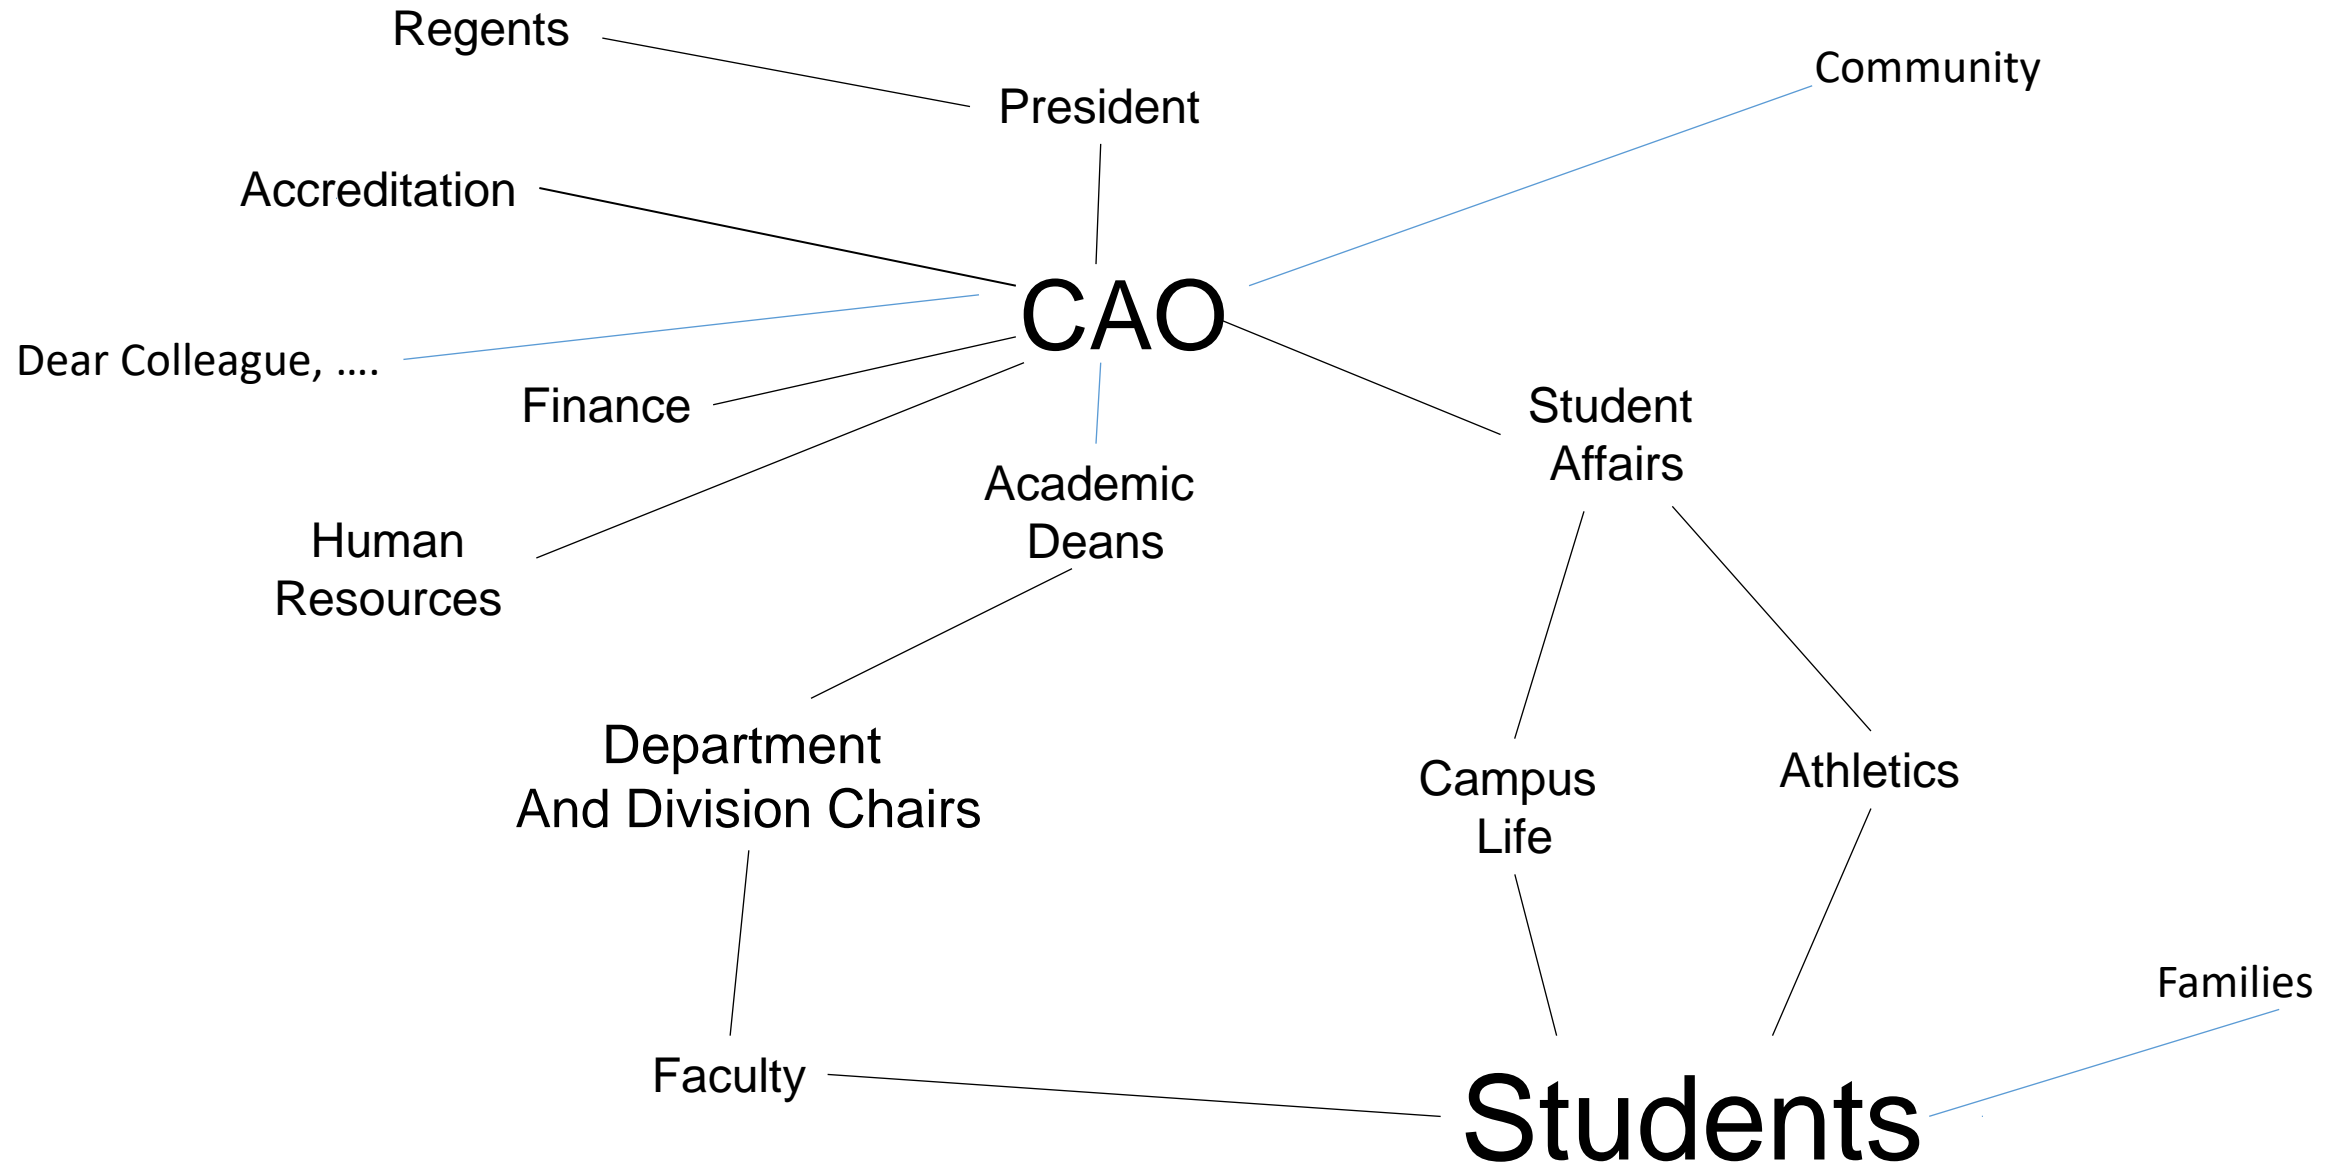 Regents
Community
President
Accreditation
CAO
Dear Colleague, ....
Finance
Student
Affairs
Academic
Deans
Human
Resources
Department
And Division Chairs
Campus
Life
Athletics
Families
Faculty
Students